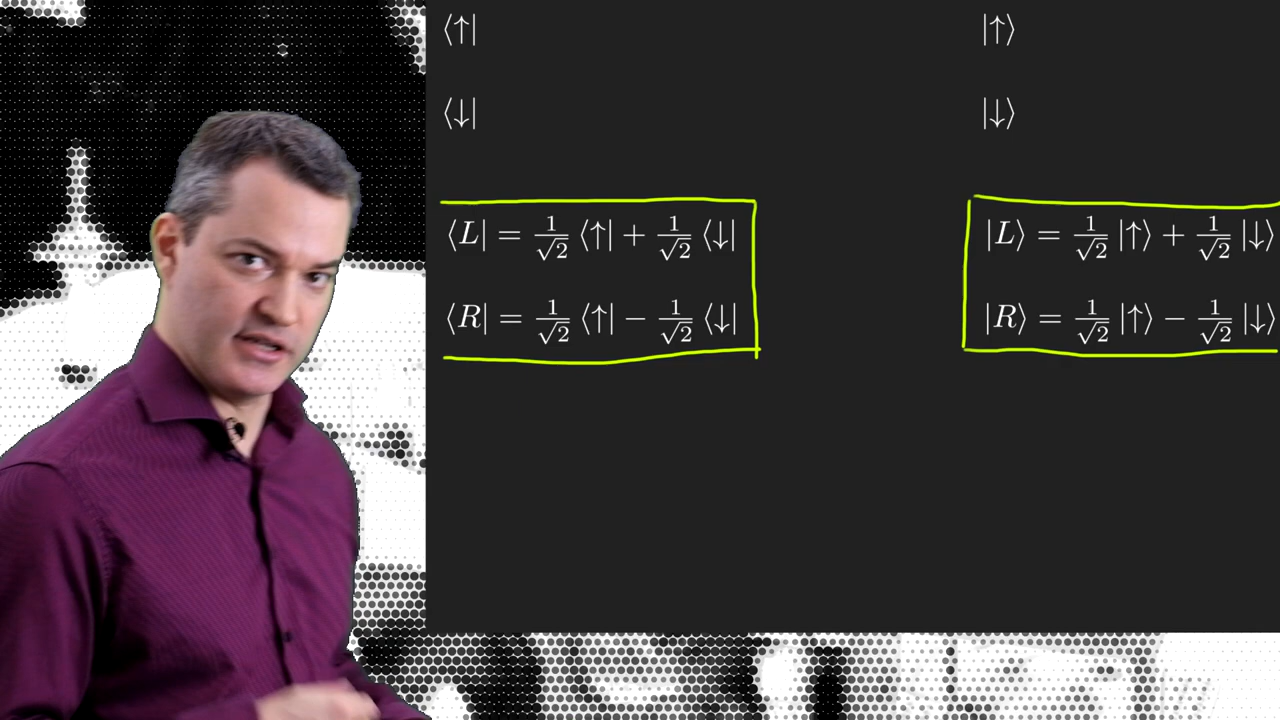 ⟨↑| |↑⟩
⟨↓| |↓⟩
⟨L| = 1/√2 ⟨↑| + 1/√2 ⟨↓| |L⟩ = 1/√2 |↑⟩ + 1/√2 |↓⟩
⟨R| = 1/√2 ⟨↑| − 1/√2 ⟨↓| |R⟩ = 1/√2 |↑⟩ − 1/√2 |↓⟩